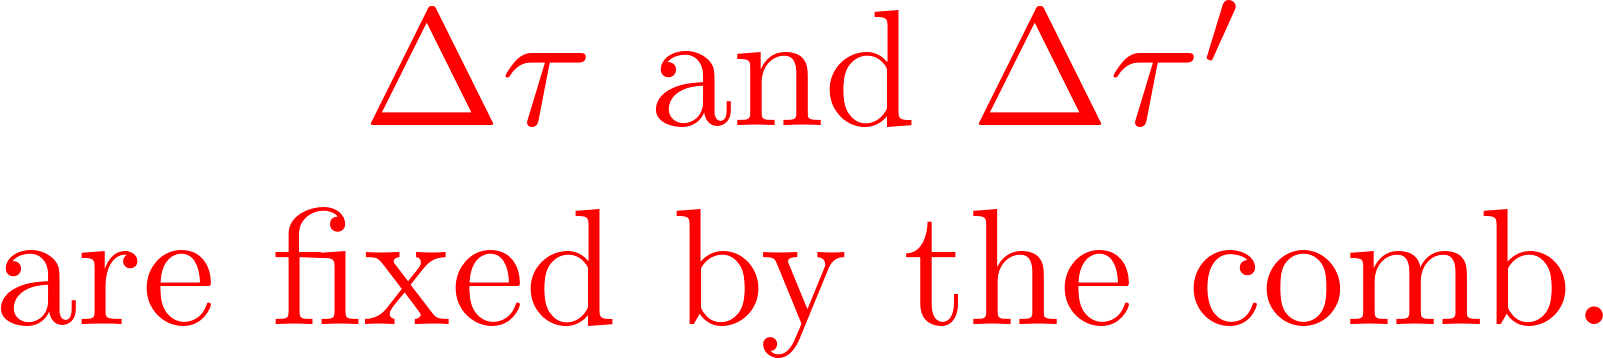 Δτ and Δτ′
are fixed by the comb.